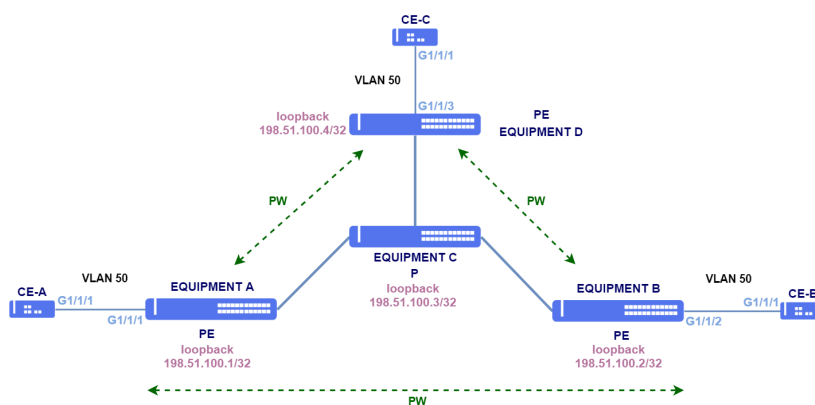 CE-C
G1/1/1
VLAN 50
G1/1/3
loopback
198.51.100.4/32
PE
EQUIPMENT D
PW
PW
EQUIPMENT C
P
loopback
198.51.100.3/32
CE-A
VLAN 50
G1/1/1
G1/1/1
EQUIPMENT A
PE
loopback
198.51.100.1/32
EQUIPMENT B
PE
loopback
198.51.100.2/32
VLAN 50
G1/1/1
G1/1/2
CE-B
PW